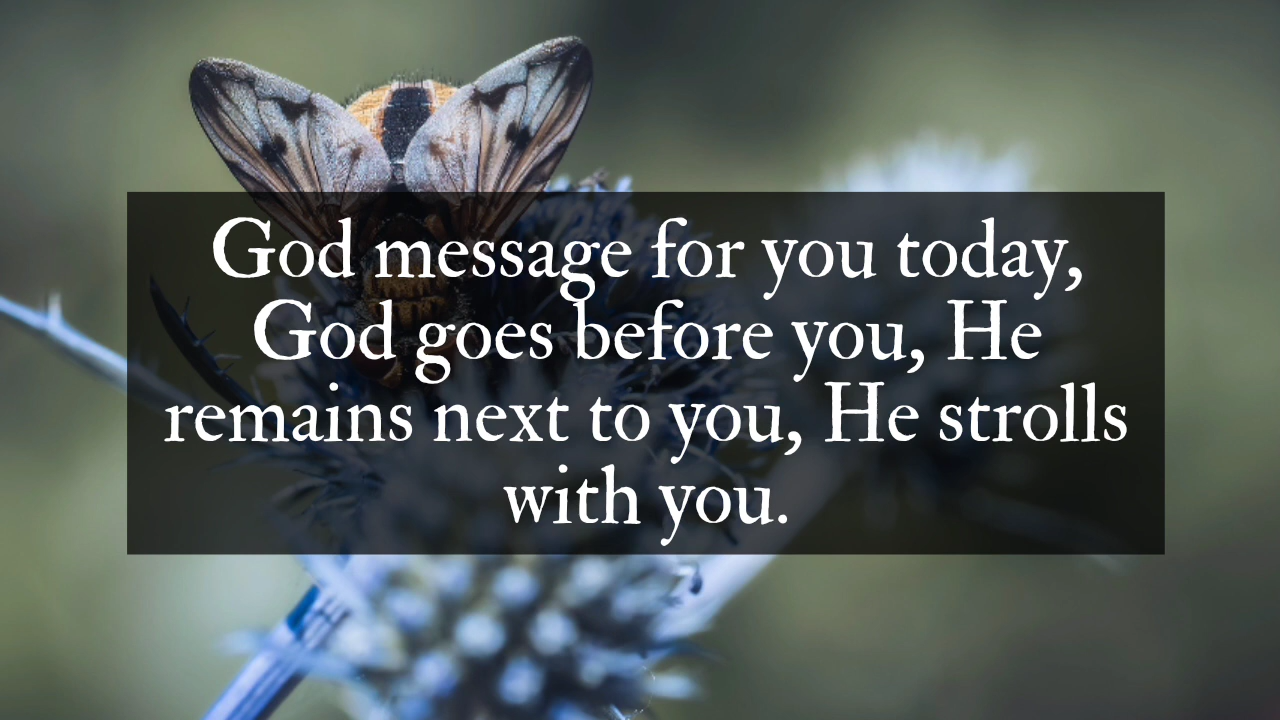 God message for you today,
God goes before you, He
remains next to you, He strolls
with you.